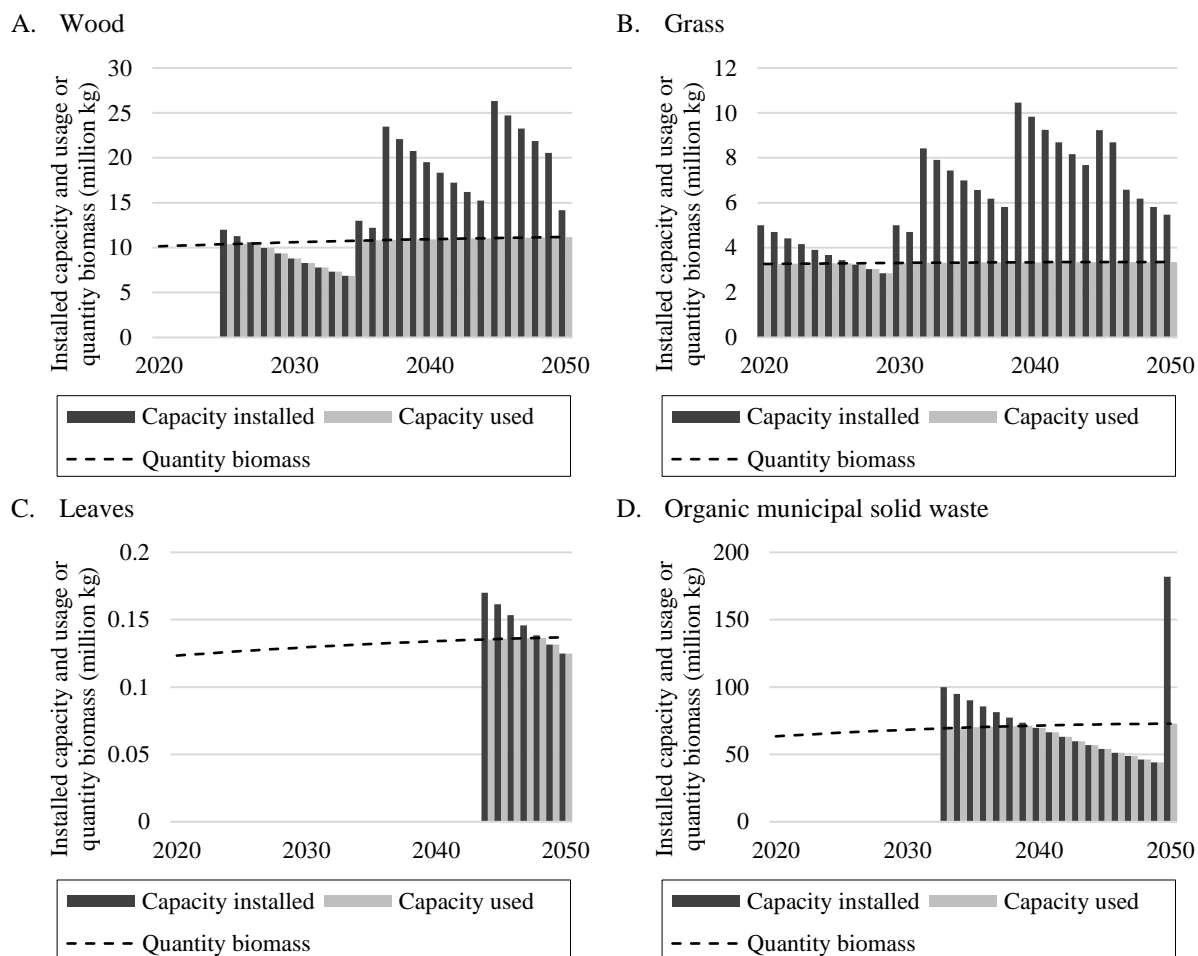 A. Wood
Installed capacity and usage or
quantity biomass (million kg)
30
25
20
15
10
5
0
2020 2030 2040 2050
Capacity installed Capacity used
Quantity biomass
B. Grass
Installed capacity and usage or
quantity biomass (million kg)
12
10
8
6
4
2
0
2020 2030 2040 2050
Capacity installed Capacity used
Quantity biomass
C. Leaves
Installed capacity and usage or
quantity biomass (million kg)
0.2
0.15
0.1
0.05
0
2020 2030 2040 2050
Capacity installed Capacity used
Quantity biomass
D. Organic municipal solid waste
Installed capacity and usage or
quantity biomass (million kg)
200
150
100
50
0
2020 2030 2040 2050
Capacity installed Capacity used
Quantity biomass